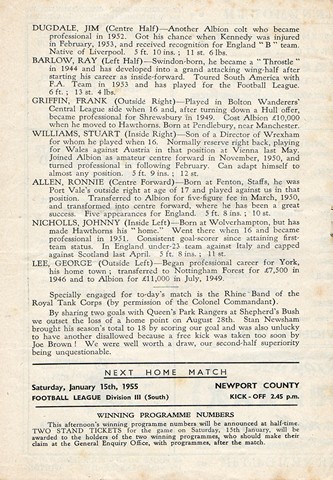 DUGDALE, JIM (Centre Half)—Another Albion colt who became
professional in 1952. Got his chance when Kennedy was injured
in February, 1953, and received recognition for England "B" team.
Native of Liverpool. 5 ft. 10 ins.; 11 st. 6 lbs.
BARLOW, RAY (Left Half)—Swindon-born, he became a "Throstle"
in 1944 and has developed into a grand attacking wing-half after
starting his career as inside-forward. Toured South America with
F.A. Team in 1953 and has played for the Football League.
6 ft.; 13 st. 4 lbs.
GRIFFIN, FRANK (Outside Right)—Played in Bolton Wanderers'
Central League side when 16 and, after turning down a Hull offer,
became professional for Shrewsbury in 1949. Cost Albion £10,000
when he moved to Hawthorns. Born at Pendlebury, near Manchester.
WILLIAMS, STUART (Inside Right)—Son of a Director of Wrexham
for whom he played when 16. Normally reserve right back, playing
for Wales against Austria in that position at Vienna last May.
Joined Albion as amateur centre forward in November, 1950, and
turned professional in following February. Can adapt himself to
almost any position. 5 ft. 9 ins.; 12 st.
ALLEN, RONNIE (Centre Forward)—Born at Fenton, Staffs, he was
Port Vale's outside right at age of 17 and played against us in that
position. Transferred to Albion for five-figure fee in March, 1950,
and transformed into centre forward, where he has been a great
success. Five appearances for England. 5 ft. 8 ins.; 10 st.
NICHOLLS, JOHNNY (Inside Left)—Born at Wolverhampton, but has
made Hawthorns his "home." Went there when 16 and became
professional in 1951. Consistent goal-scorer since attaining first-
team status. In England under-23 team against Italy and capped
against Scotland last April. 5 ft. 8 ins.; 11 st.
LEE, GEORGE (Outside Left)—Began professional career for York,
his home town; transferred to Nottingham Forest for £7,500
in 1946 and to Albion for £11,000 in July, 1949.
Specially engaged for to-day's match is the Rhine Band of the
Royal Tank Corps (by permission of the Colonel Commandant).
By sharing two goals with Queen's Park Rangers at Shepherd's Bush
we outset the loss of a home point on August 28th. Stan Newsham
brought his season's total to 18 by scoring our goal and was unlucky
to have another disallowed because a free kick was taken too soon by
Joe Brown! We were well worth a draw, our second-half superiority
being unquestionable.
NEXT HOME MATCH
Saturday, January 15th, 1955 NEWPORT COUNTY
FOOTBALL LEAGUE Division III (South) KICK-OFF 2.45 p.m.
WINNING PROGRAMME NUMBERS
This afternoon's winning programme numbers will be announced at half-time.
TWO STAND TICKETS for the game on Saturday, 15th January, will be
awarded to the holders of the two winning programmes, who should make their
claim at the General Enquiry Office, with programmes, after the match.